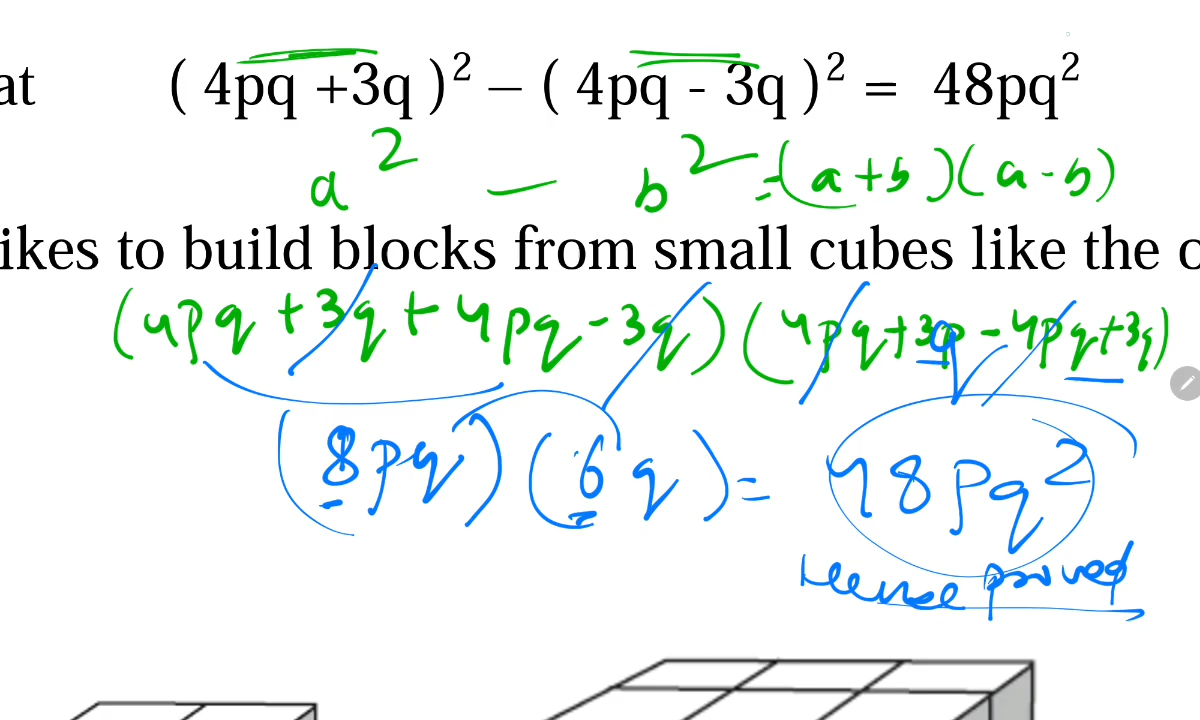 at ( 4pq +3q )² – ( 4pq - 3q )² = 48pq²
a² – b² = (a+b)(a-b)
ikes to build blocks from small cubes like the o
(4pq + 3q + 4pq - 3q) (4pq + 3q - 4pq + 3q)
(8pq) (6q) = 48pq²
Hense proved